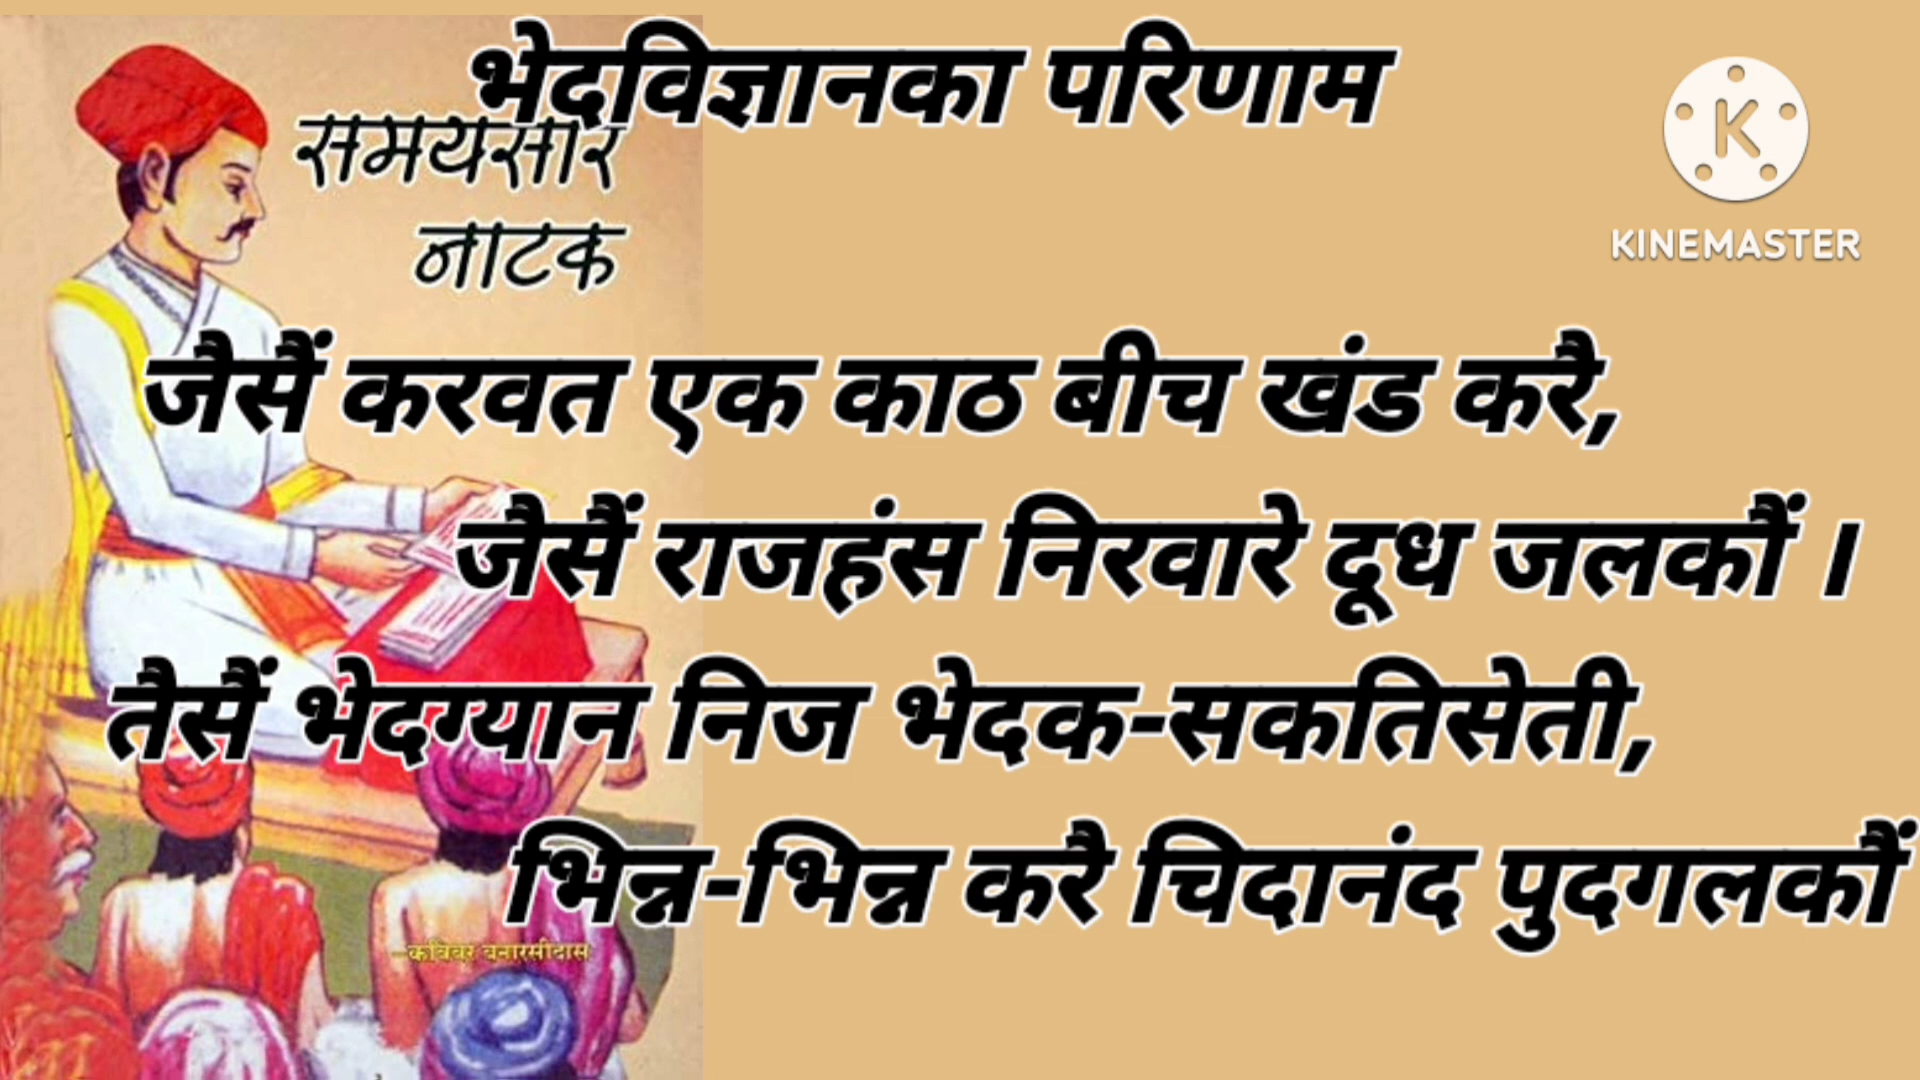 भेदविज्ञानका परिणाम
समयसार
नाटक
K
KINEMASTER
जैसैं करवत एक काठ बीच खंड करै,
जैसैं राजहंस निरवारे दूध जलकौं ।
तैसैं भेदग्यान निज भेदक-सकतिसेती,
भिन्न-भिन्न करै चिदानंद पुदगलकौं
—कविवर बनारसीदास